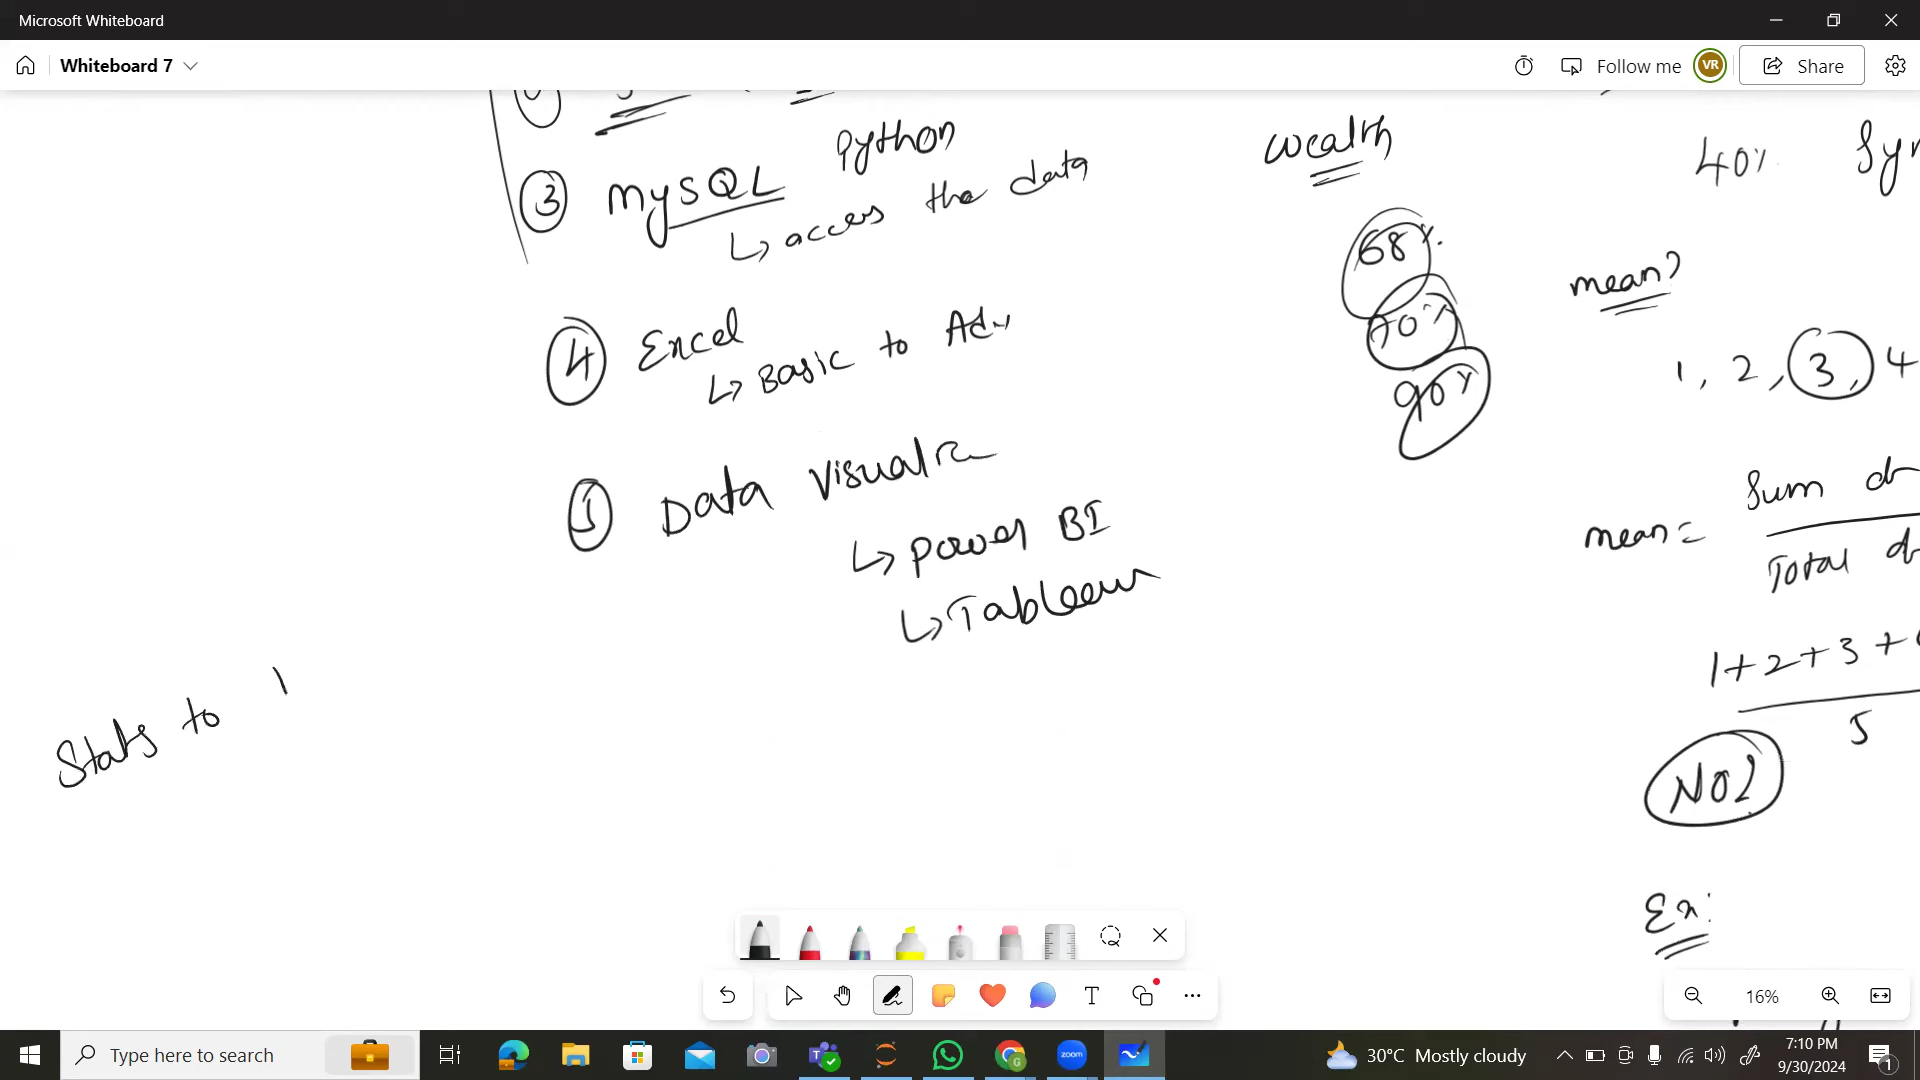 Microsoft Whiteboard
Whiteboard 7
Follow me
VR
Share
Python
③ MySQL
↳ access the data
④ Excel
↳ Basic to Adv
⑤ Data Visualiz
↳ Power BI
↳ Tableau
Stats to
wealth
68%.
70%
90%
40%
mean?
1, 2, 3, 4
mean = Sum
Total
1+2+3+
5
NO?
Ex:
T
16%
Type here to search
zoom
30°C Mostly cloudy
7:10 PM
9/30/2024
1